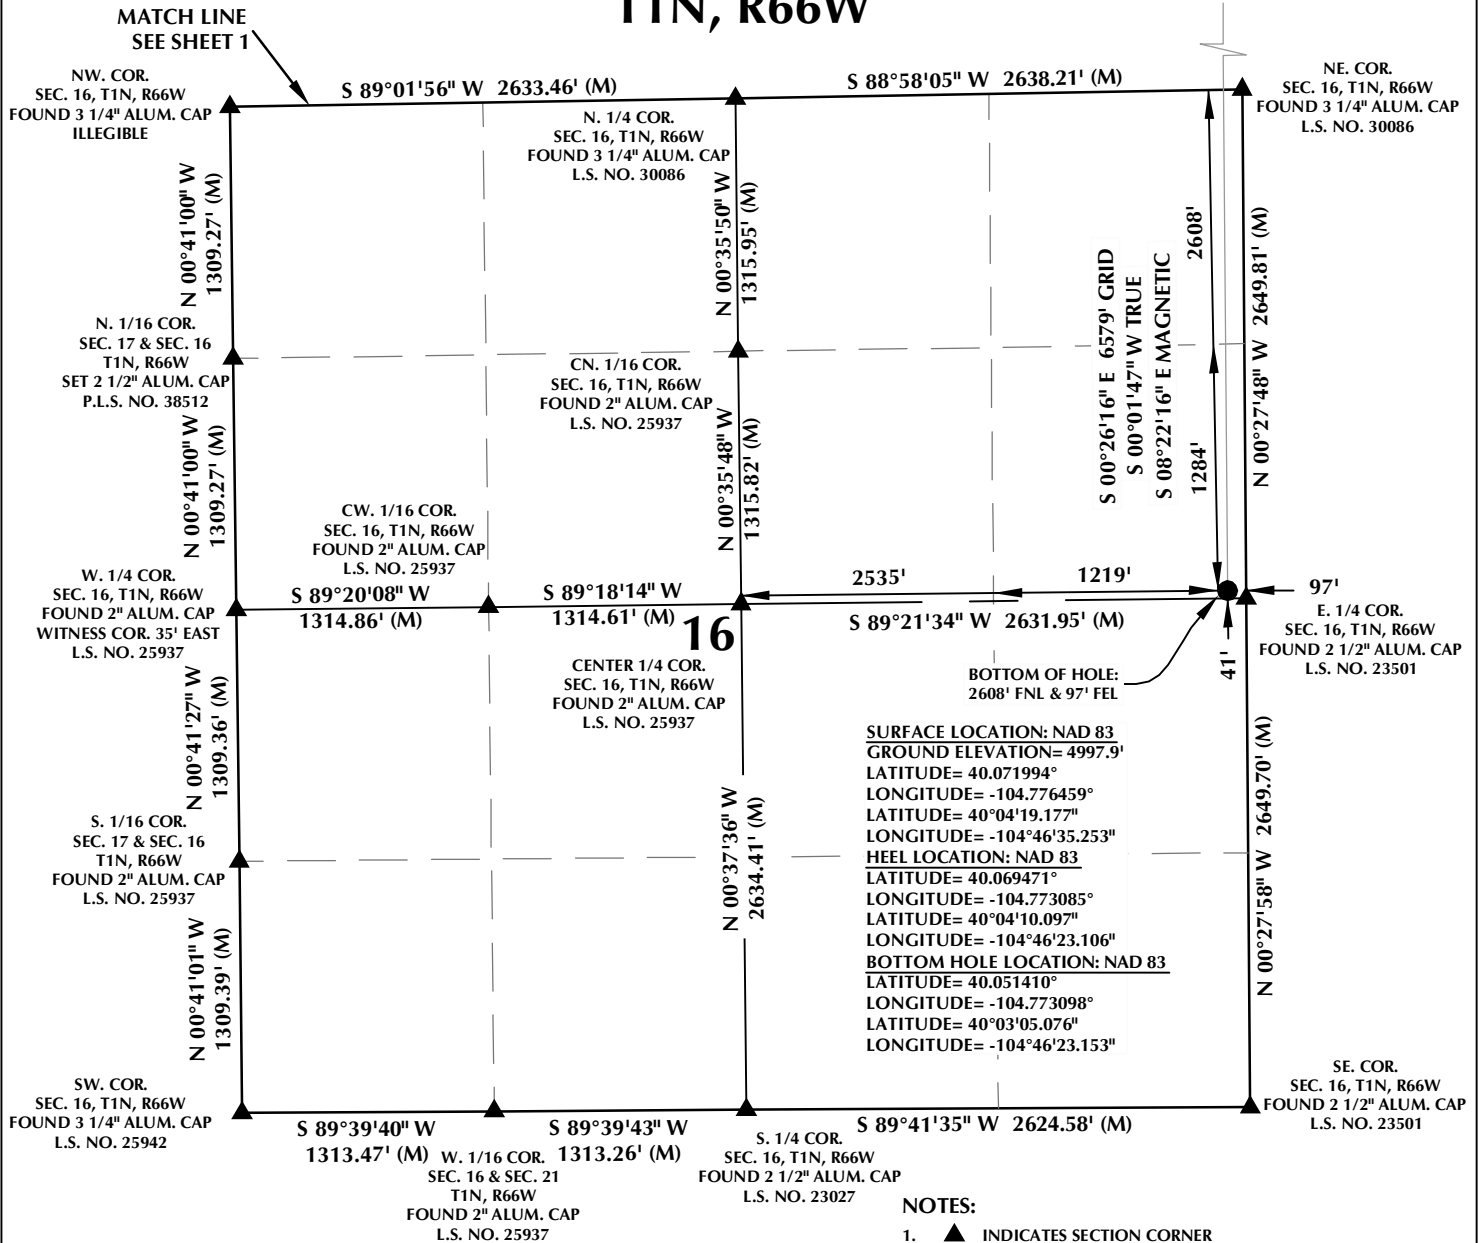 T1N, R66W
MATCH LINE
SEE SHEET 1
NW. COR.
SEC. 16, T1N, R66W
FOUND 3 1/4" ALUM. CAP
ILLEGIBLE
S 89°01'56" W 2633.46' (M)
N. 1/4 COR.
SEC. 16, T1N, R66W
FOUND 3 1/4" ALUM. CAP
L.S. NO. 30086
S 88°58'05" W 2638.21' (M)
NE. COR.
SEC. 16, T1N, R66W
FOUND 3 1/4" ALUM. CAP
L.S. NO. 30086
N 00°41'00" W
1309.27' (M)
N 00°35'50" W
1315.95' (M)
2608'
S 00°26'16" E 6579' GRID
S 00°01'47" W TRUE
S 08°22'16" E MAGNETIC
1284'
N 00°27'48" W 2649.81' (M)
N. 1/16 COR.
SEC. 17 & SEC. 16
T1N, R66W
SET 2 1/2" ALUM. CAP
P.L.S. NO. 38512
CN. 1/16 COR.
SEC. 16, T1N, R66W
FOUND 2" ALUM. CAP
L.S. NO. 25937
N 00°41'00" W
1309.27' (M)
N 00°35'48" W
1315.82' (M)
CW. 1/16 COR.
SEC. 16, T1N, R66W
FOUND 2" ALUM. CAP
L.S. NO. 25937
W. 1/4 COR.
SEC. 16, T1N, R66W
FOUND 2" ALUM. CAP
WITNESS COR. 35' EAST
L.S. NO. 25937
S 89°20'08" W
1314.86' (M)
S 89°18'14" W
1314.61' (M)
16
2535'
1219'
97'
S 89°21'34" W 2631.95' (M)
41'
E. 1/4 COR.
SEC. 16, T1N, R66W
FOUND 2 1/2" ALUM. CAP
L.S. NO. 23501
CENTER 1/4 COR.
SEC. 16, T1N, R66W
FOUND 2" ALUM. CAP
L.S. NO. 25937
BOTTOM OF HOLE:
2608' FNL & 97' FEL
N 00°41'27" W
1309.36' (M)
N 00°37'36" W
2634.41' (M)
SURFACE LOCATION: NAD 83
GROUND ELEVATION= 4997.9'
LATITUDE= 40.071994°
LONGITUDE= -104.776459°
LATITUDE= 40°04'19.177"
LONGITUDE= -104°46'35.253"
HEEL LOCATION: NAD 83
LATITUDE= 40.069471°
LONGITUDE= -104.773085°
LATITUDE= 40°04'10.097"
LONGITUDE= -104°46'23.106"
BOTTOM HOLE LOCATION: NAD 83
LATITUDE= 40.051410°
LONGITUDE= -104.773098°
LATITUDE= 40°03'05.076"
LONGITUDE= -104°46'23.153"
N 00°27'58" W 2649.70' (M)
S. 1/16 COR.
SEC. 17 & SEC. 16
T1N, R66W
FOUND 2" ALUM. CAP
L.S. NO. 25937
N 00°41'01" W
1309.39' (M)
SW. COR.
SEC. 16, T1N, R66W
FOUND 3 1/4" ALUM. CAP
L.S. NO. 25942
S 89°39'40" W
1313.47' (M)
W. 1/16 COR.
SEC. 16 & SEC. 21
T1N, R66W
FOUND 2" ALUM. CAP
L.S. NO. 25937
S 89°39'43" W
1313.26' (M)
S. 1/4 COR.
SEC. 16, T1N, R66W
FOUND 2 1/2" ALUM. CAP
L.S. NO. 23027
S 89°41'35" W 2624.58' (M)
SE. COR.
SEC. 16, T1N, R66W
FOUND 2 1/2" ALUM. CAP
L.S. NO. 23501
NOTES:
1. ▲ INDICATES SECTION CORNER